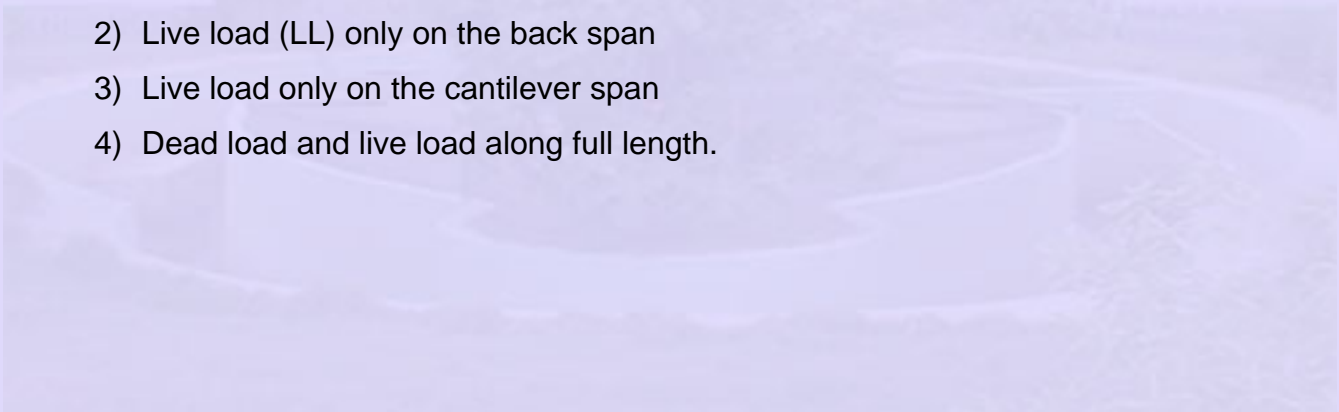 2) Live load (LL) only on the back span
3) Live load only on the cantilever span
4) Dead load and live load along full length.